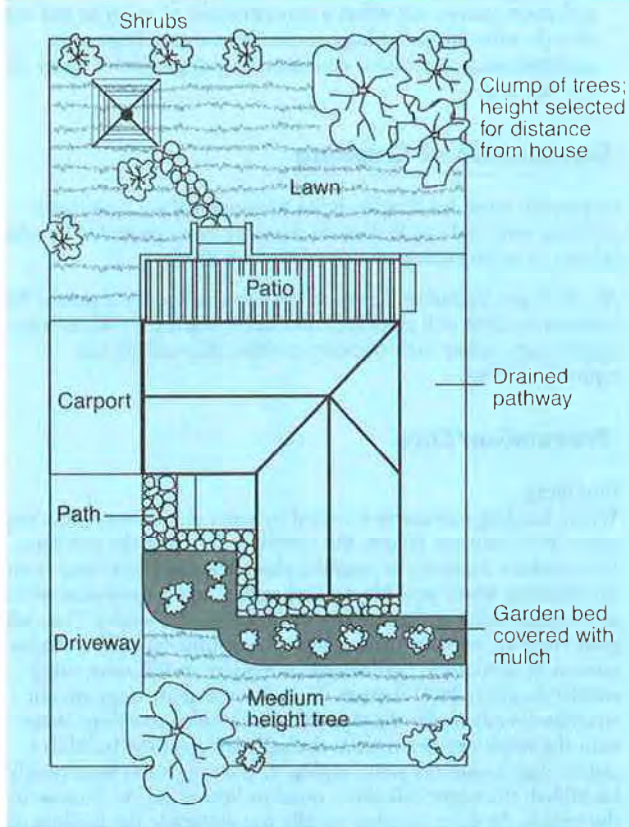 Shrubs
Clump of trees;
height selected
for distance
from house
Lawn
Patio
Carport
Drained
pathway
Path
Garden bed
covered with
mulch
Driveway
Medium
height tree